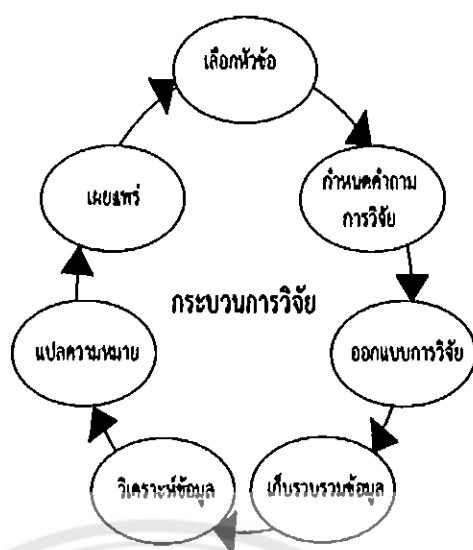 เลือกหัวข้อ
กำหนดคำถาม
การวิจัย
ออกแบบการวิจัย
เก็บรวบรวมข้อมูล
วิเคราะห์ข้อมูล
แปลความหมาย
เผยแพร่
กระบวนการวิจัย